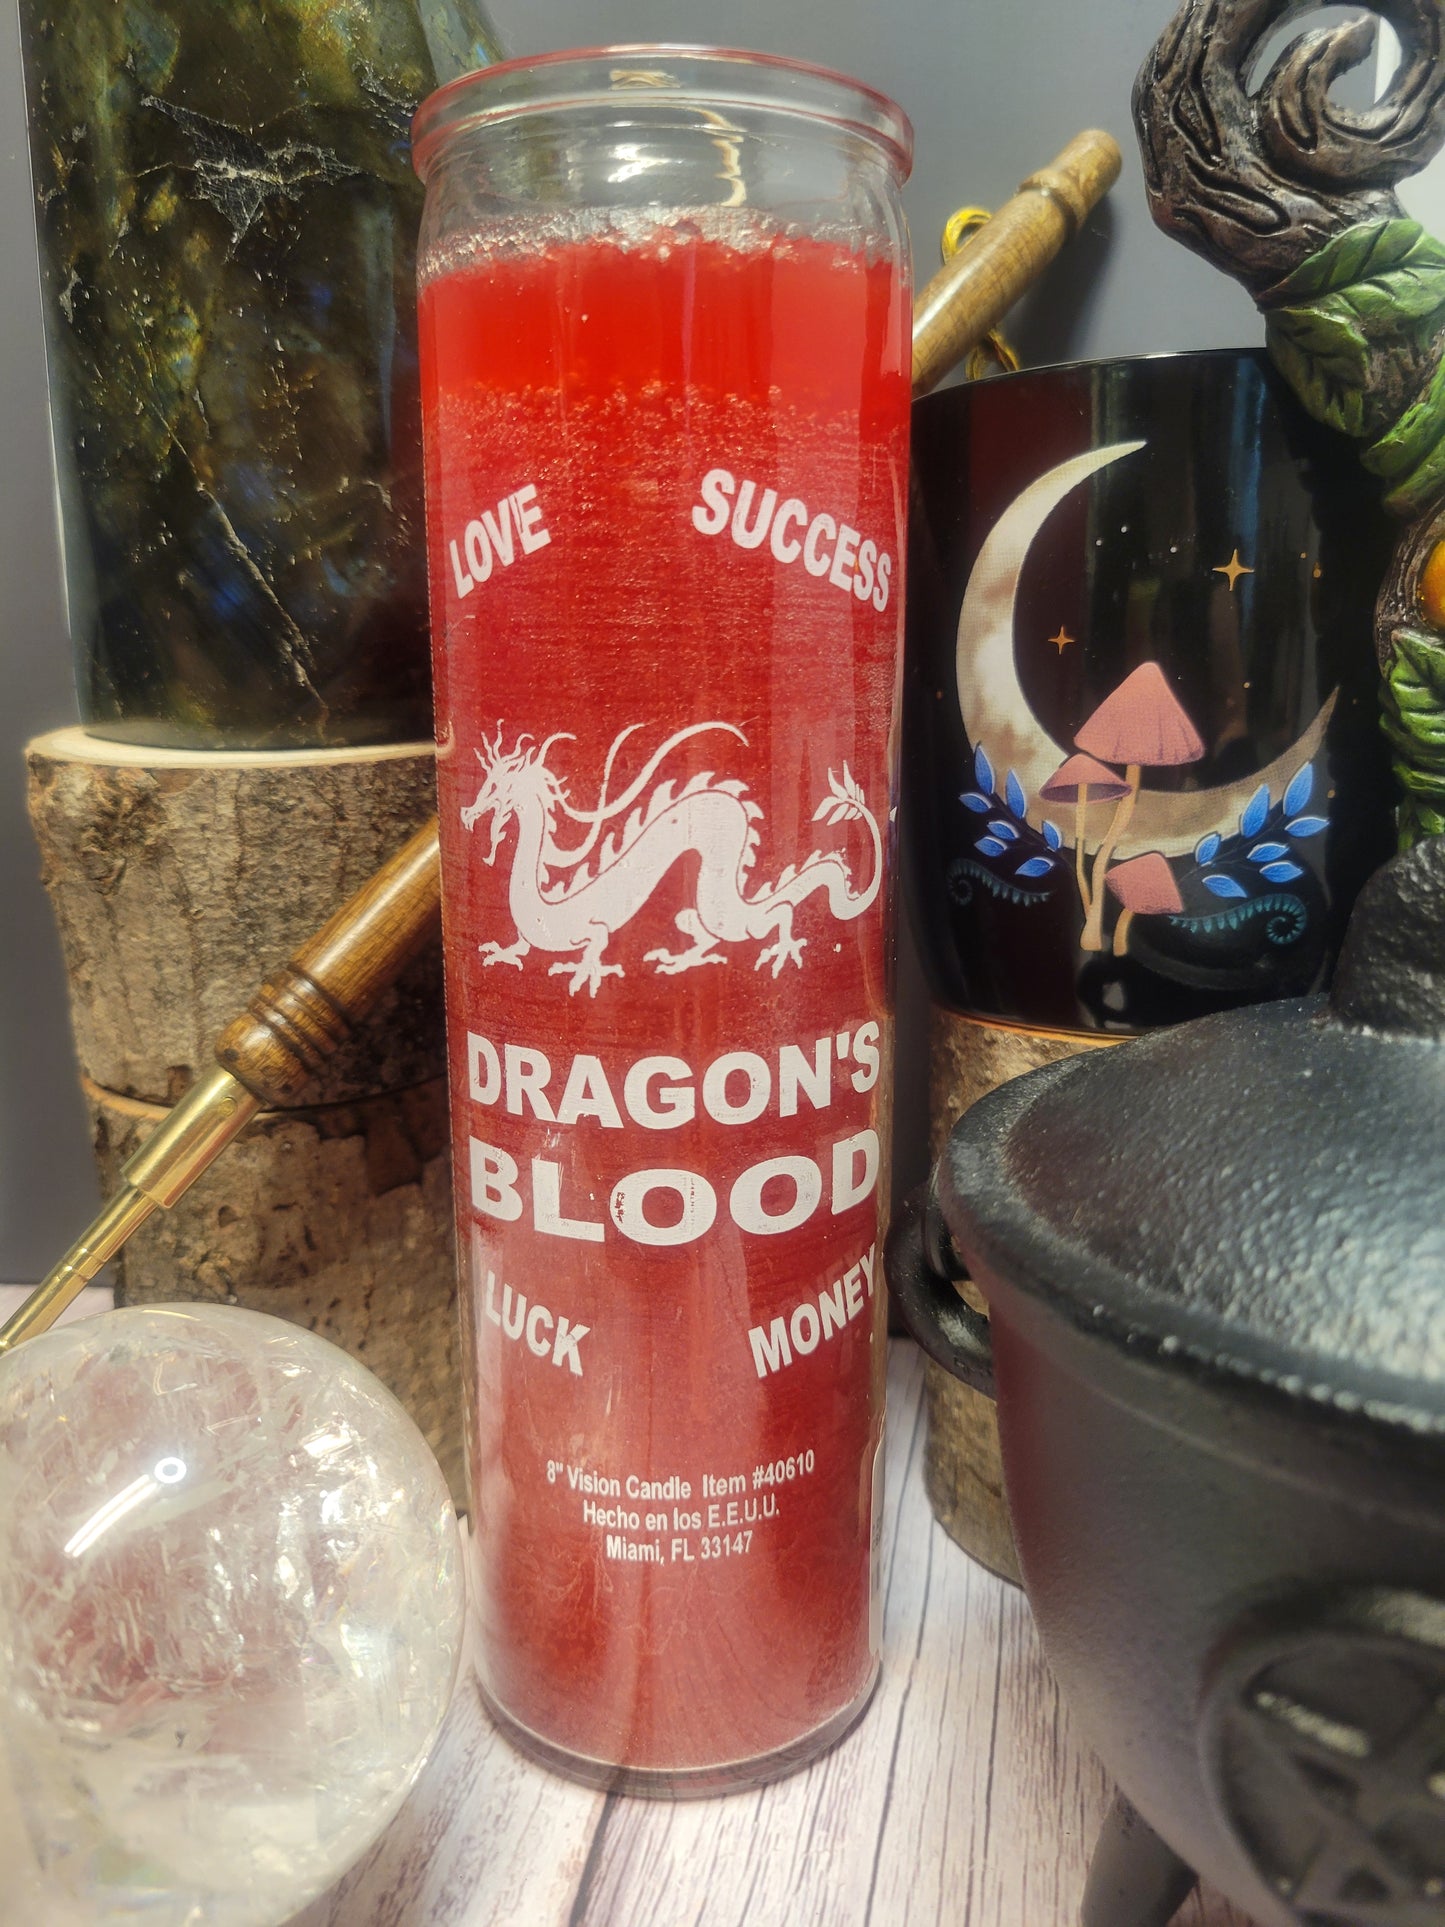 LOVE SUCCESS
DRAGON'S
BLOOD
LUCK MONEY
8" Vision Candle Item #40610
Hecho en los E.E.U.U.
Miami, FL 33147